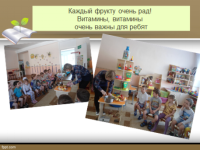 Каждый фрукту очень рад!
Витамины, витамины
очень важны для ребят